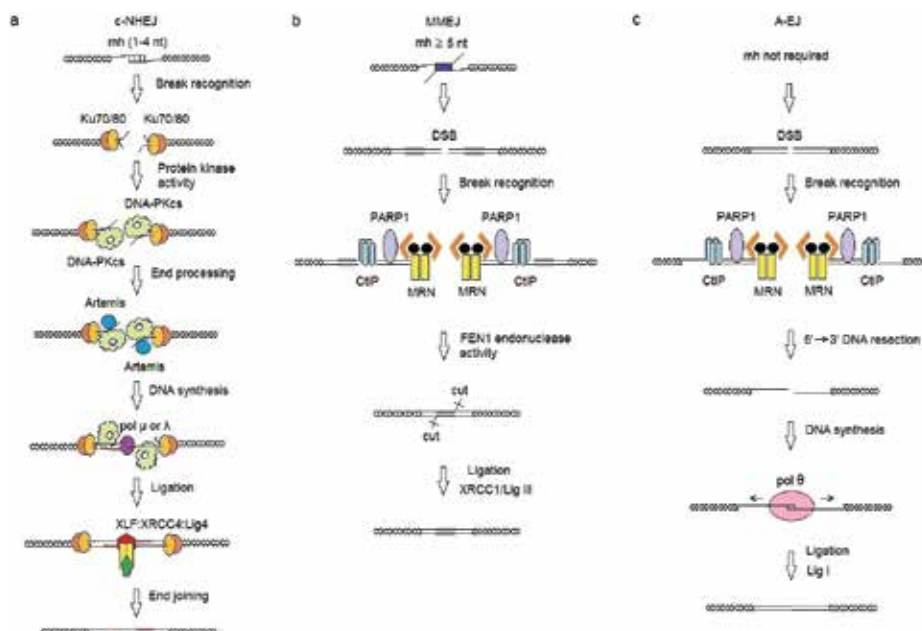 a
c-NHEJ
mh (1-4 nt)
Break recognition
Ku70/80 Ku70/80
Protein kinase
activity
DNA-PKcs
DNA-PKcs
End processing
Artemis
Artemis
DNA synthesis
pol μ or λ
Ligation
XLF:XRCC4:Lig4
End joining
b
MMEJ
mh ≥ 5 nt
DSB
Break recognition
PARP1 PARP1
CtIP MRN MRN CtIP
FEN1 endonuclease
activity
cut
cut
Ligation
XRCC1/Lig III
c
A-EJ
mh not required
DSB
Break recognition
PARP1 PARP1
CtIP MRN MRN CtIP
5' → 3' DNA resection
DNA synthesis
pol θ
Ligation
Lig I